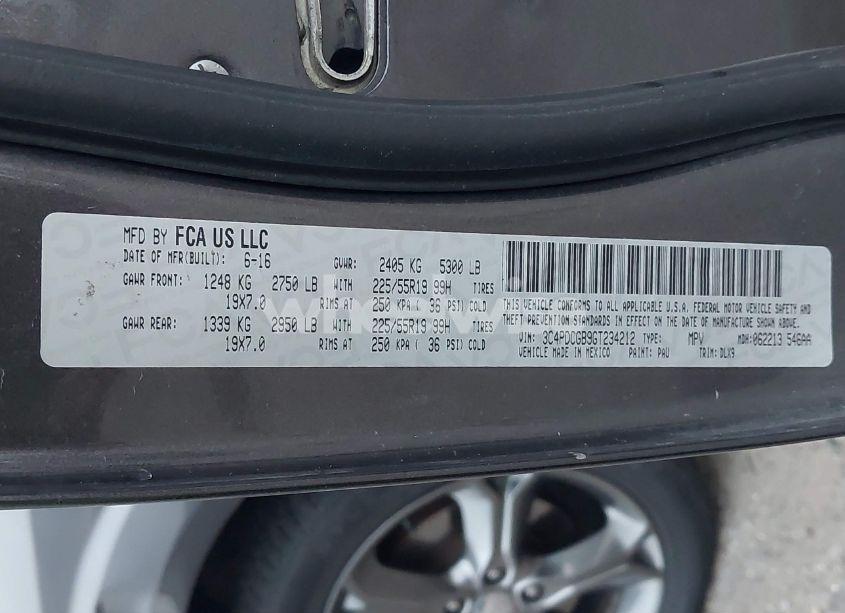 MFD BY FCA US LLC
DATE OF MFR(BUILT): 6-16 GVWR: 2405 KG 5300 LB
GAWR FRONT: 1248 KG 2750 LB WITH 225/55R19 99H TIRES
19X7.0 RIMS AT 250 KPA ( 36 PSI) COLD
GAWR REAR: 1339 KG 2950 LB WITH 225/55R19 99H TIRES
19X7.0 RIMS AT 250 KPA ( 36 PSI) COLD
THIS VEHICLE CONFORMS TO ALL APPLICABLE U.S.A. FEDERAL MOTOR VEHICLE SAFETY AND
THEFT PREVENTION STANDARDS IN EFFECT ON THE DATE OF MANUFACTURE SHOWN ABOVE.
VIN: 3C4PDCGB9GT234212 TYPE: MPV MDH:062213 546AA
VEHICLE MADE IN MEXICO PAINT: PAU TRIM: DLX9